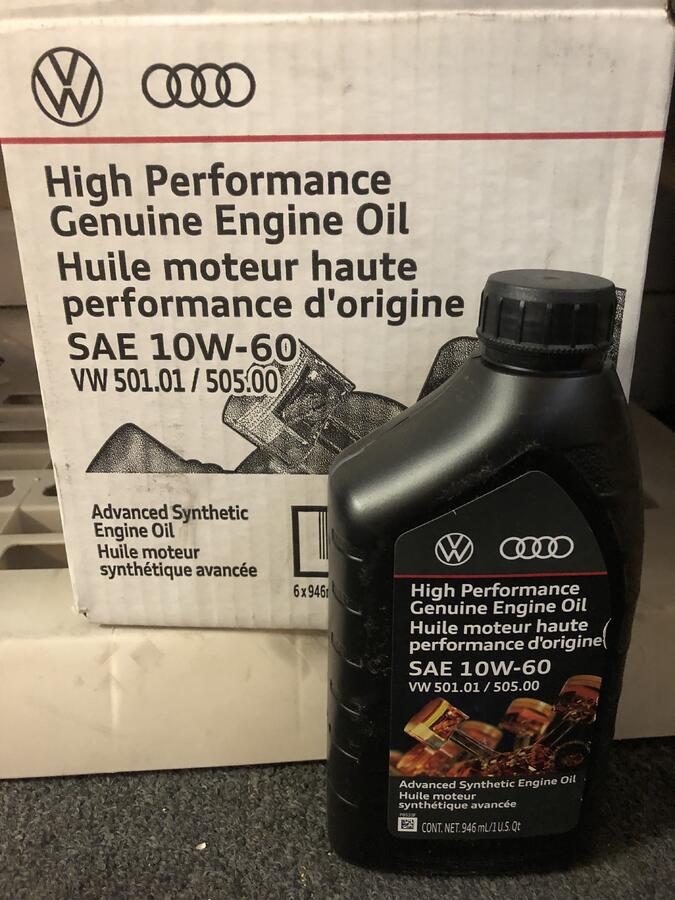 High Performance
Genuine Engine Oil
Huile moteur haute
performance d'origine
SAE 10W-60
VW 501.01 / 505.00
Advanced Synthetic
Engine Oil
Huile moteur
synthétique avancée
6 x 946
High Performance
Genuine Engine Oil
Huile moteur haute
performance d'origine
SAE 10W-60
VW 501.01 / 505.00
Advanced Synthetic Engine Oil
Huile moteur
synthétique avancée
CONT. NET. 946 mL/1 U.S. Qt